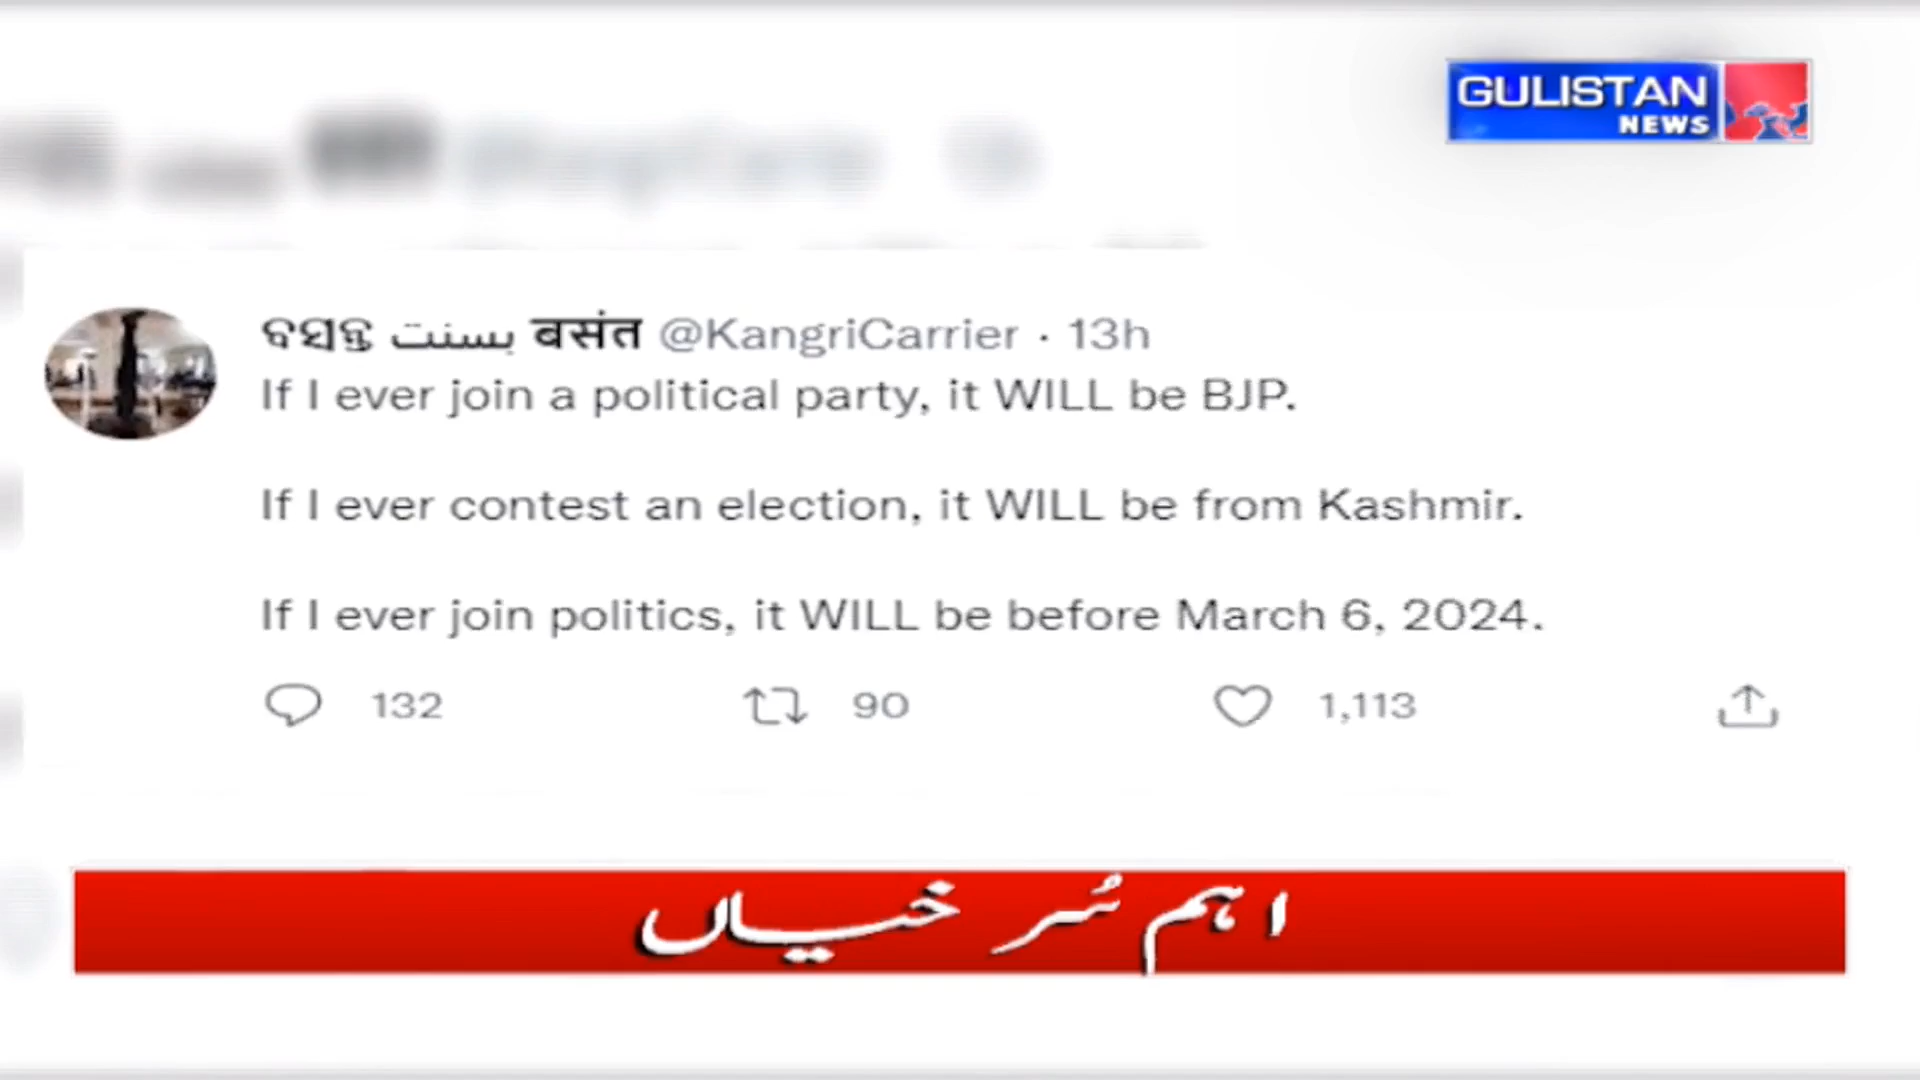 GULISTAN
NEWS
ବସନ୍ତ بسنت बसंत @KangriCarrier · 13h
If I ever join a political party, it WILL be BJP.
If I ever contest an election, it WILL be from Kashmir.
If I ever join politics, it WILL be before March 6, 2024.
132 90 1,113
اہم سُرخیاں